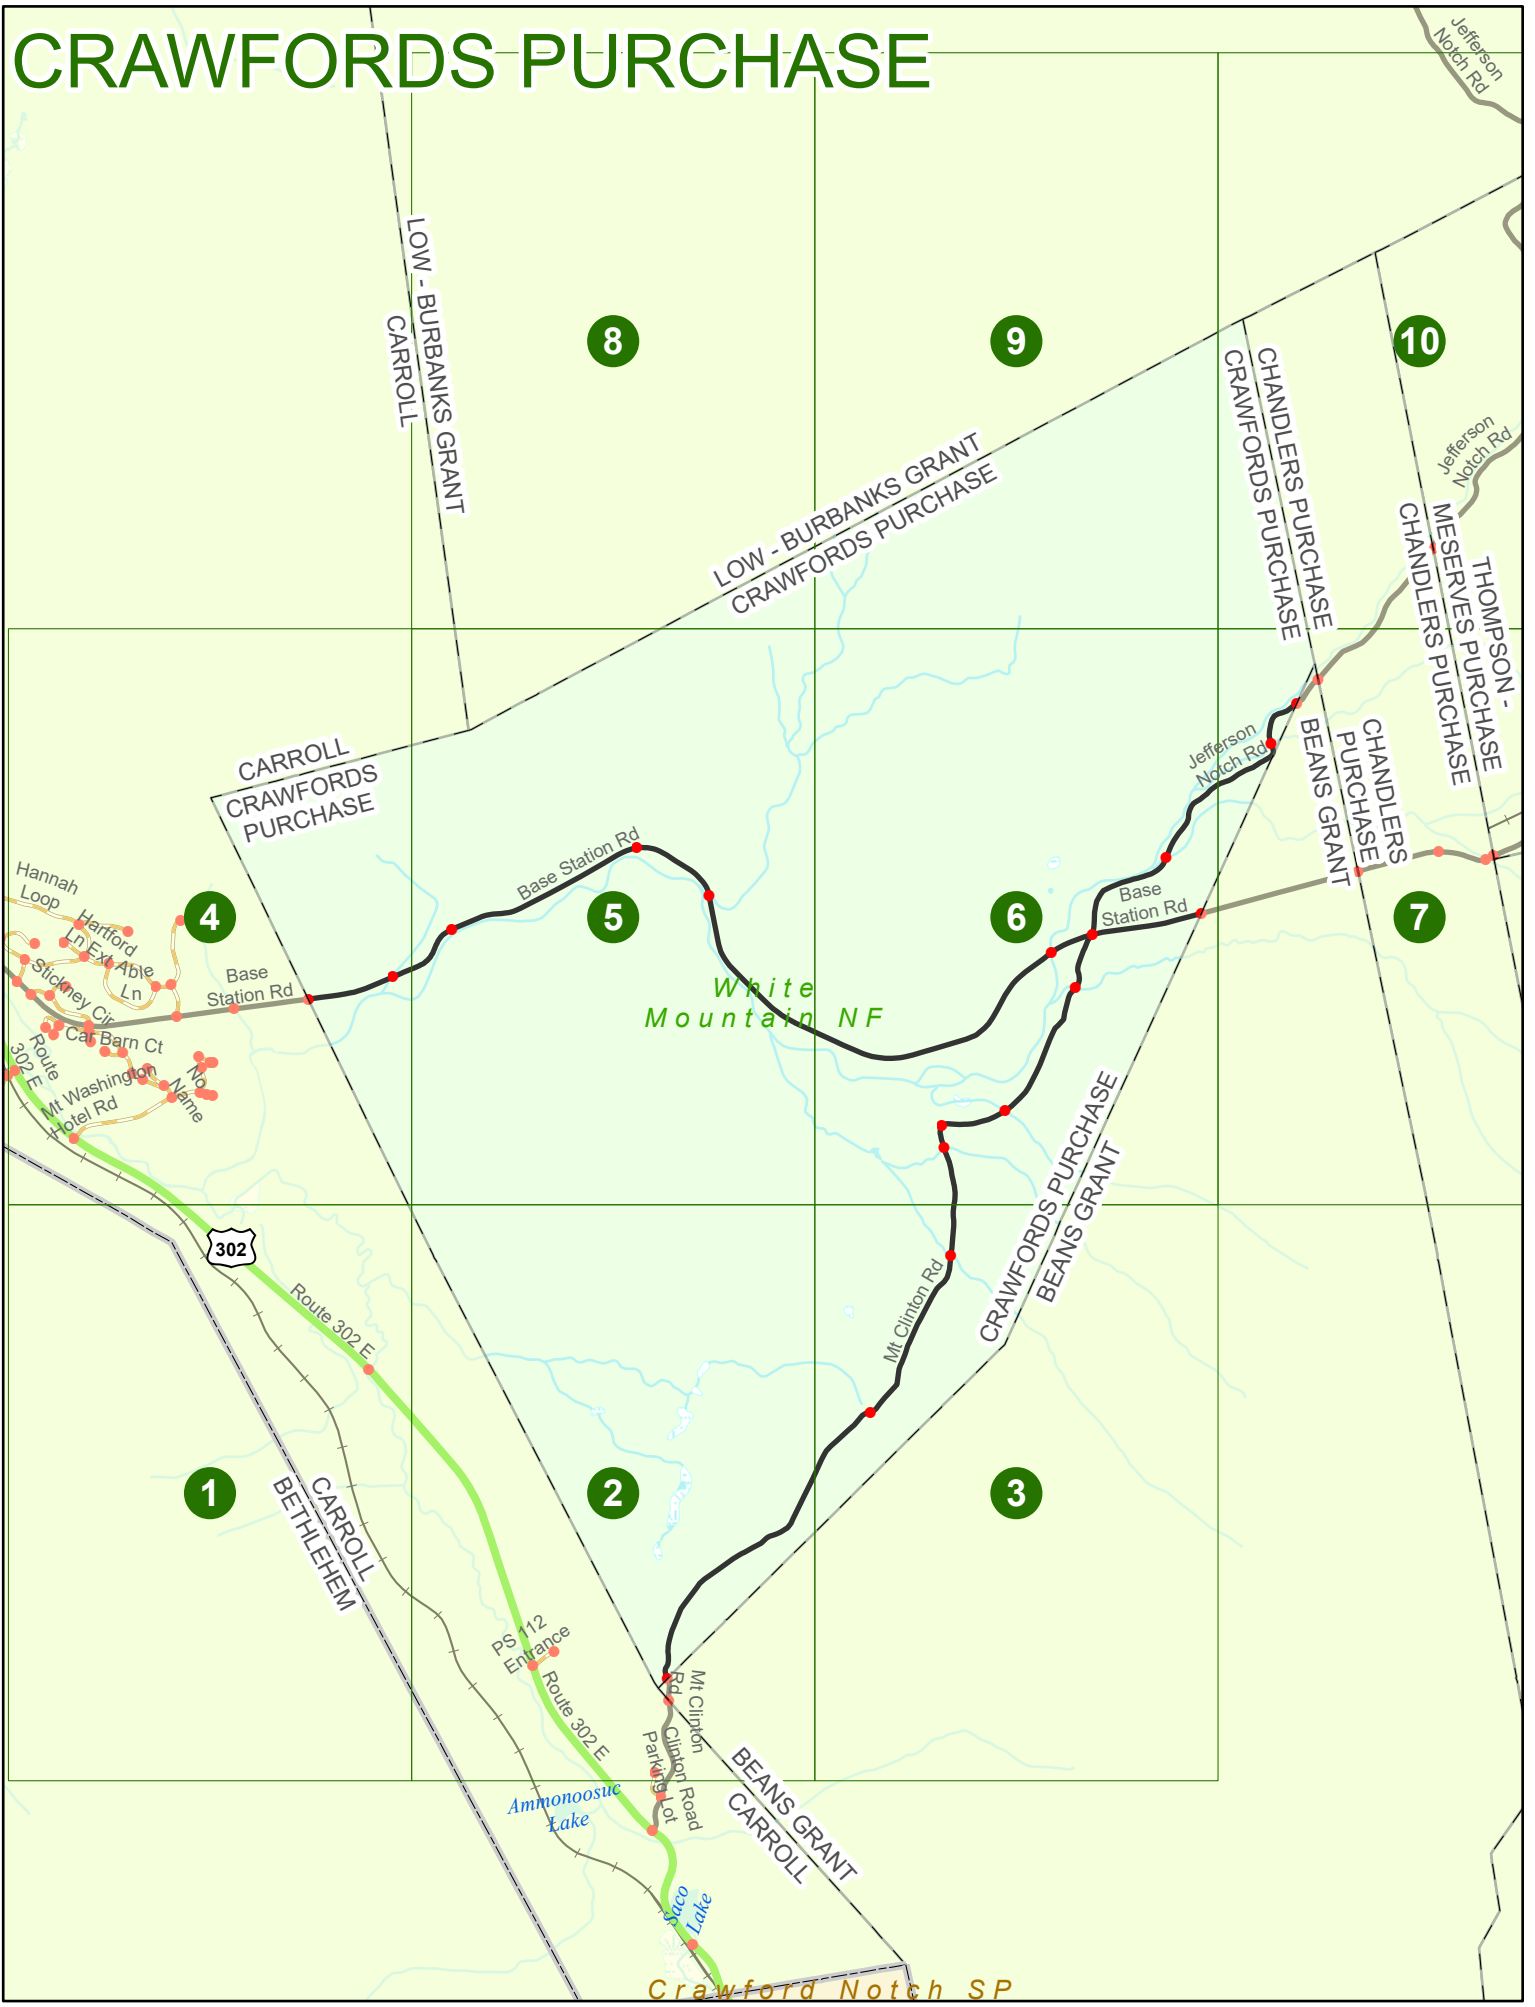 CRAWFORDS PURCHASE
Jefferson
Notch Rd
LOW - BURBANKS GRANT
CARROLL
8
9
10
CHANDLERS PURCHASE
CRAWFORDS PURCHASE
LOW - BURBANKS GRANT
CRAWFORDS PURCHASE
Jefferson
Notch Rd
THOMPSON -
MESERVES PURCHASE
CHANDLERS PURCHASE
CARROLL
CRAWFORDS
PURCHASE
Jefferson
Notch Rd
CHANDLERS
PURCHASE
BEANS GRANT
Base Station Rd
Hannah
Loop
Hartford
Ln Ext
Able
Ln
Stickney Cir
4
5
6
7
Base
Station Rd
Base
Station Rd
White
Mountain NF
Car Barn Ct
Route
302 E
Mt Washington
Hotel Rd
No
Name
CRAWFORDS PURCHASE
BEANS GRANT
302
Route 302 E
Mt Clinton Rd
1
2
3
CARROLL
BETHLEHEM
PS 112
Entrance
Route 302 E
Mt Clinton
Rd
Clinton Road
Parking Lot
BEANS GRANT
CARROLL
Ammonoosuc
Lake
Saco
Lake
Crawford Notch SP